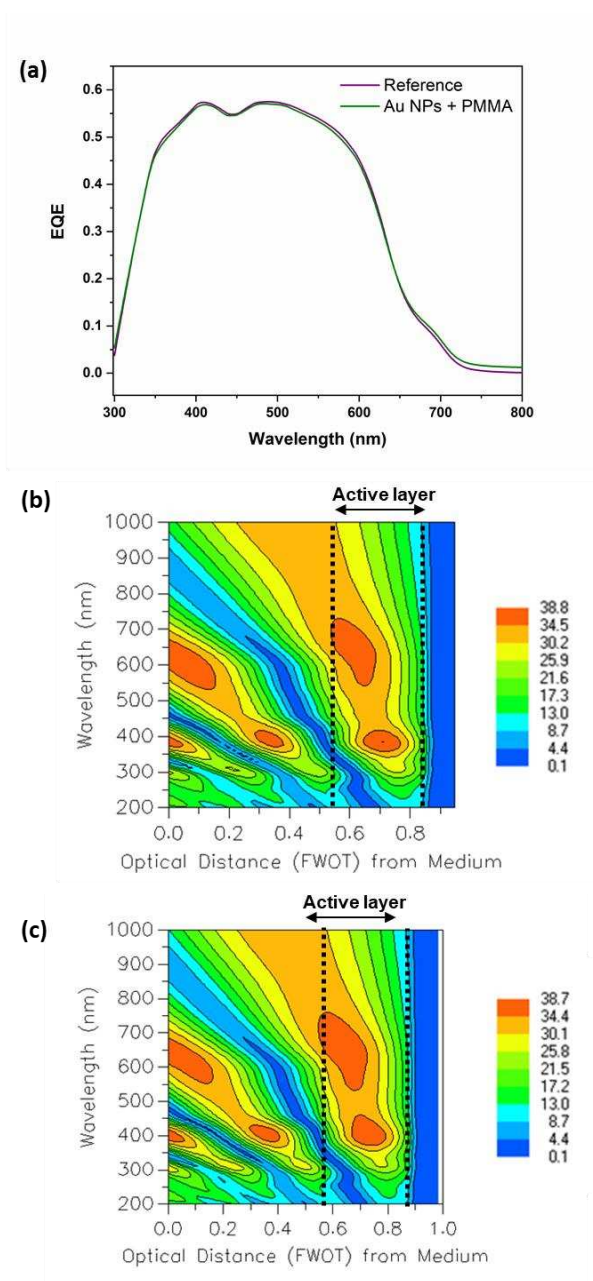 (a)
0.6
0.5
0.4
0.3
0.2
0.1
0.0
EQE
Reference
Au NPs + PMMA
300 400 500 600 700 800
Wavelength (nm)
(b)
Active layer
1000
900
800
700
600
500
400
300
200
Wavelength (nm)
0.0 0.2 0.4 0.6 0.8
Optical Distance (FWOT) from Medium
38.8
34.5
30.2
25.9
21.6
17.3
13.0
8.7
4.4
0.1
(c)
Active layer
1000
900
800
700
600
500
400
300
200
Wavelength (nm)
0.0 0.2 0.4 0.6 0.8 1.0
Optical Distance (FWOT) from Medium
38.7
34.4
30.1
25.8
21.5
17.2
13.0
8.7
4.4
0.1